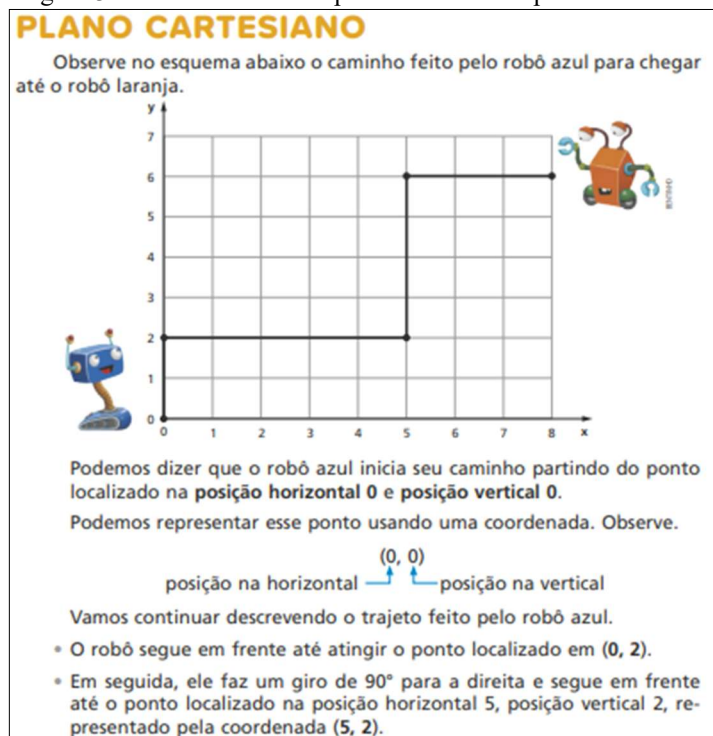 PLANO CARTESIANO
Observe no esquema abaixo o caminho feito pelo robô azul para chegar
até o robô laranja.
y
7
6
5
4
3
2
1
0
0 1 2 3 4 5 6 7 8 x
Podemos dizer que o robô azul inicia seu caminho partindo do ponto
localizado na posição horizontal 0 e posição vertical 0.
Podemos representar esse ponto usando uma coordenada. Observe.
(0, 0)
posição na horizontal posição na vertical
Vamos continuar descrevendo o trajeto feito pelo robô azul.
• O robô segue em frente até atingir o ponto localizado em (0, 2).
• Em seguida, ele faz um giro de 90° para a direita e segue em frente
até o ponto localizado na posição horizontal 5, posição vertical 2, re-
presentado pela coordenada (5, 2).